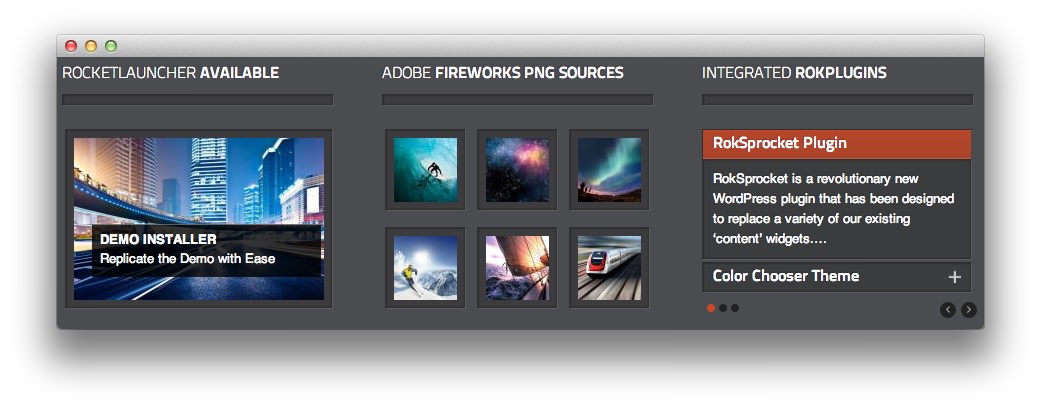 ROCKETLAUNCHER AVAILABLE
DEMO INSTALLER
Replicate the Demo with Ease
ADOBE FIREWORKS PNG SOURCES
INTEGRATED ROKPLUGINS
RokSprocket Plugin
RokSprocket is a revolutionary new
WordPress plugin that has been designed
to replace a variety of our existing
‘content’ widgets....
Color Chooser Theme